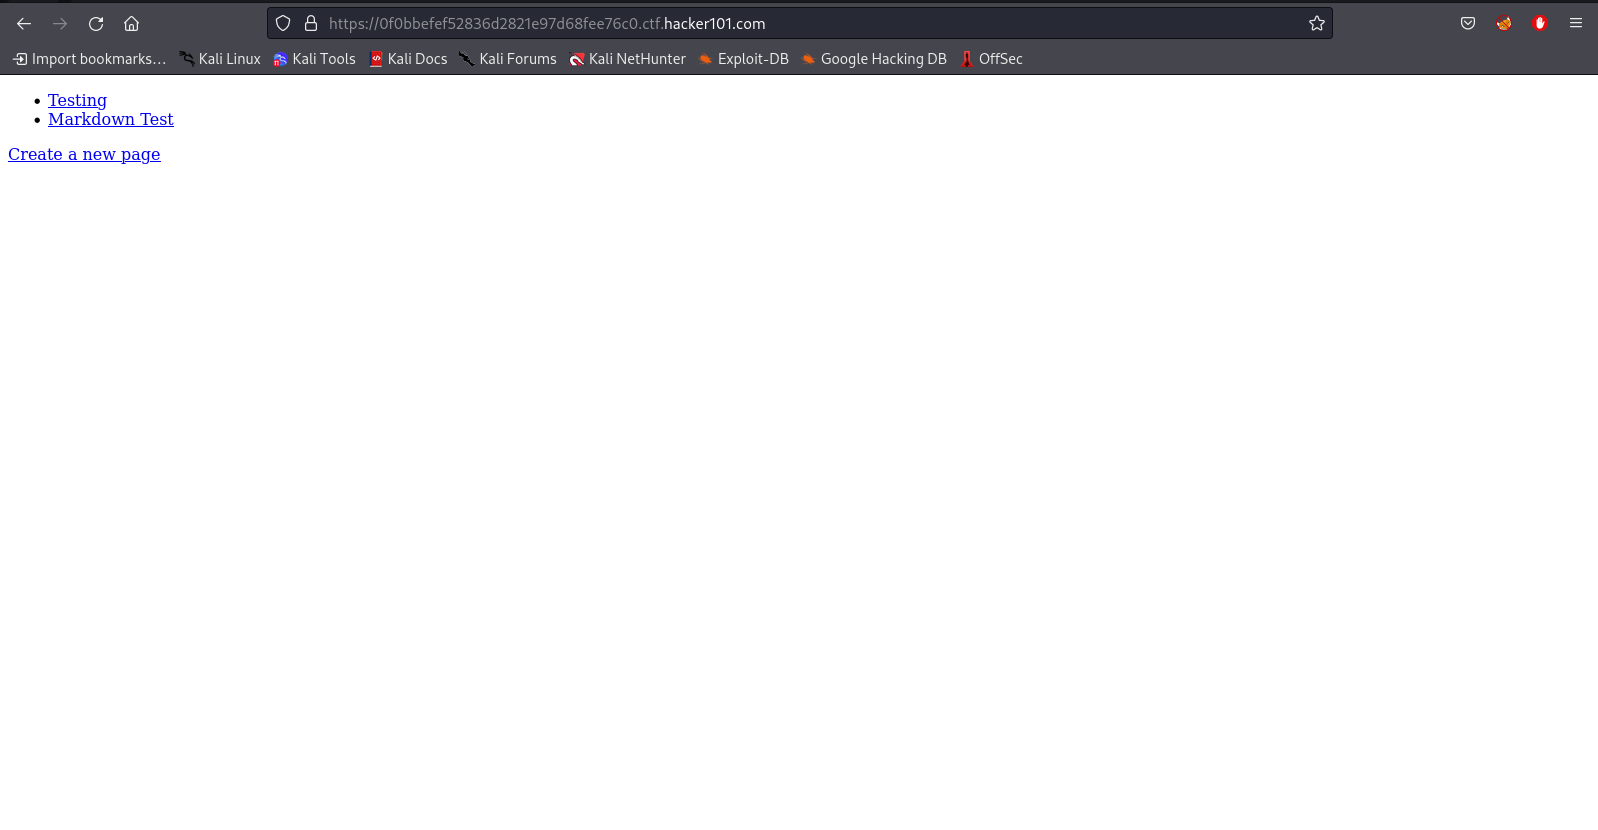 https://0f0bbefef52836d2821e97d68fee76c0.ctf.hacker101.com
Import bookmarks... Kali Linux Kali Tools Kali Docs Kali Forums Kali NetHunter Exploit-DB Google Hacking DB OffSec
• Testing
• Markdown Test
Create a new page